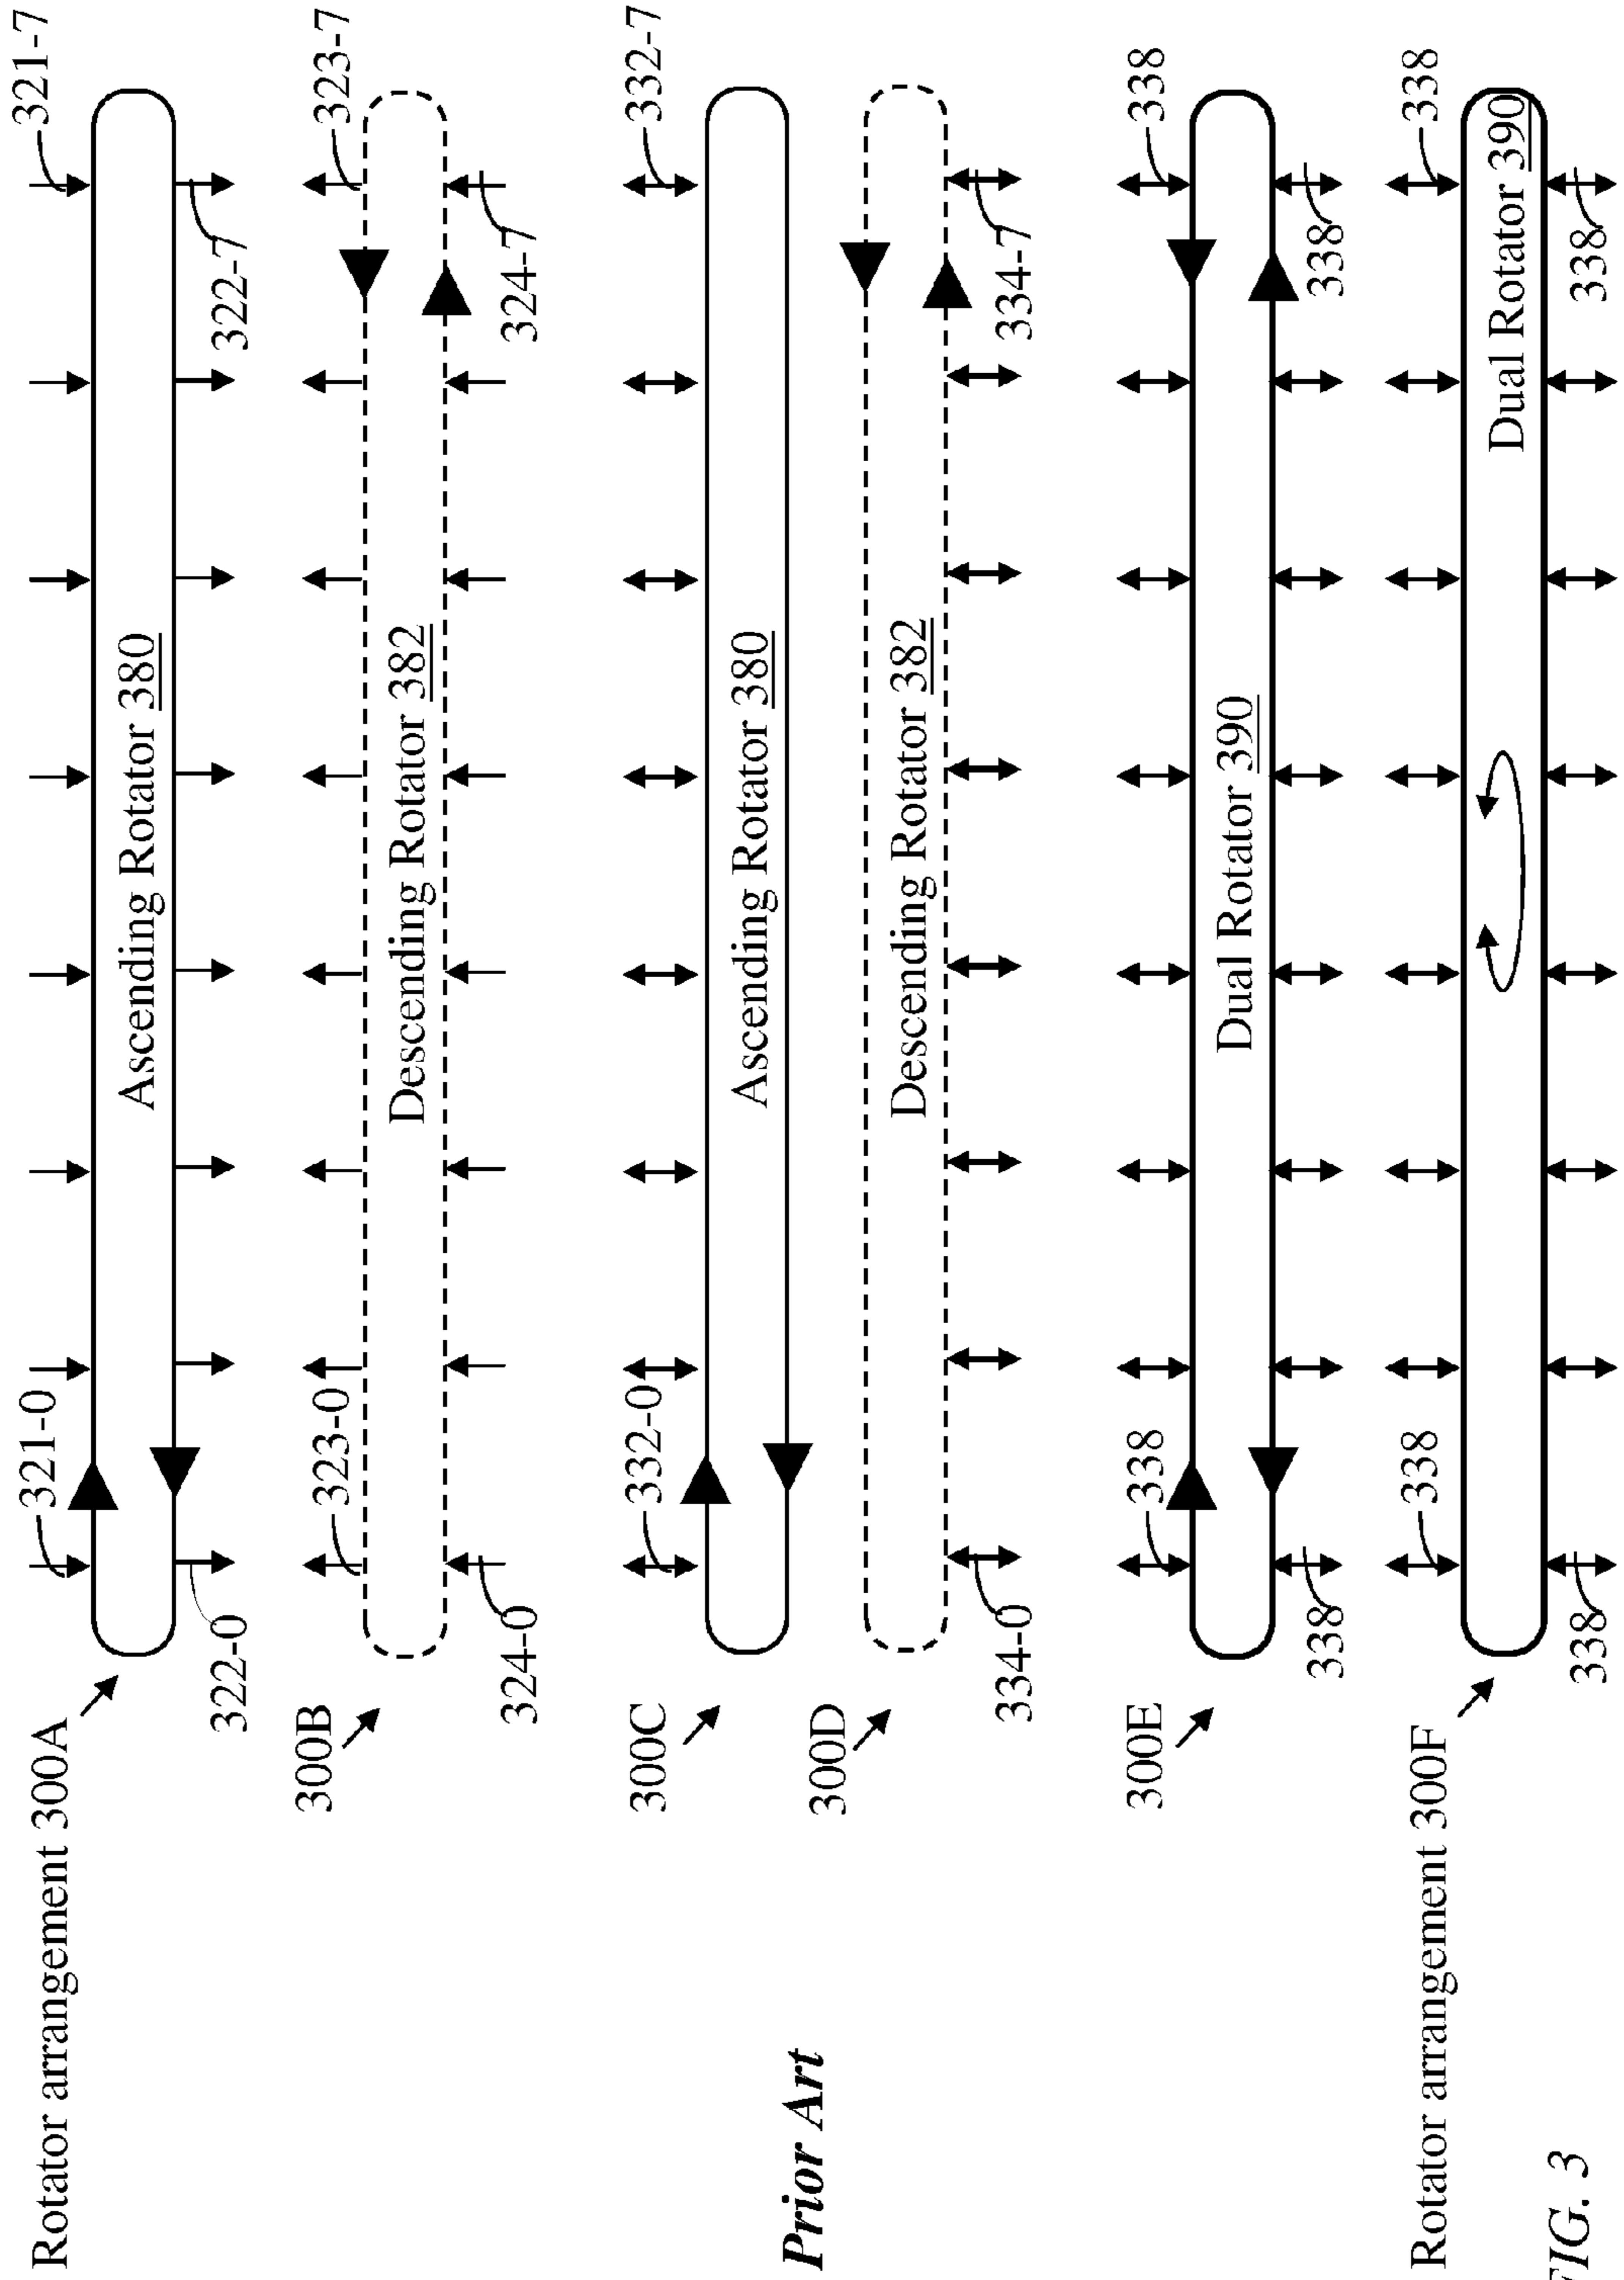 Rotator arrangement 300A
321-0
321-7
Ascending Rotator 380
322-0
322-7
300B
323-0
323-7
Descending Rotator 382
324-0
324-7
300C
332-0
332-7
Ascending Rotator 380
Prior Art
300D
Descending Rotator 382
334-0
334-7
300E
338
338
Dual Rotator 390
338
338
Rotator arrangement 300F
338
338
Dual Rotator 390
338
338
FIG. 3